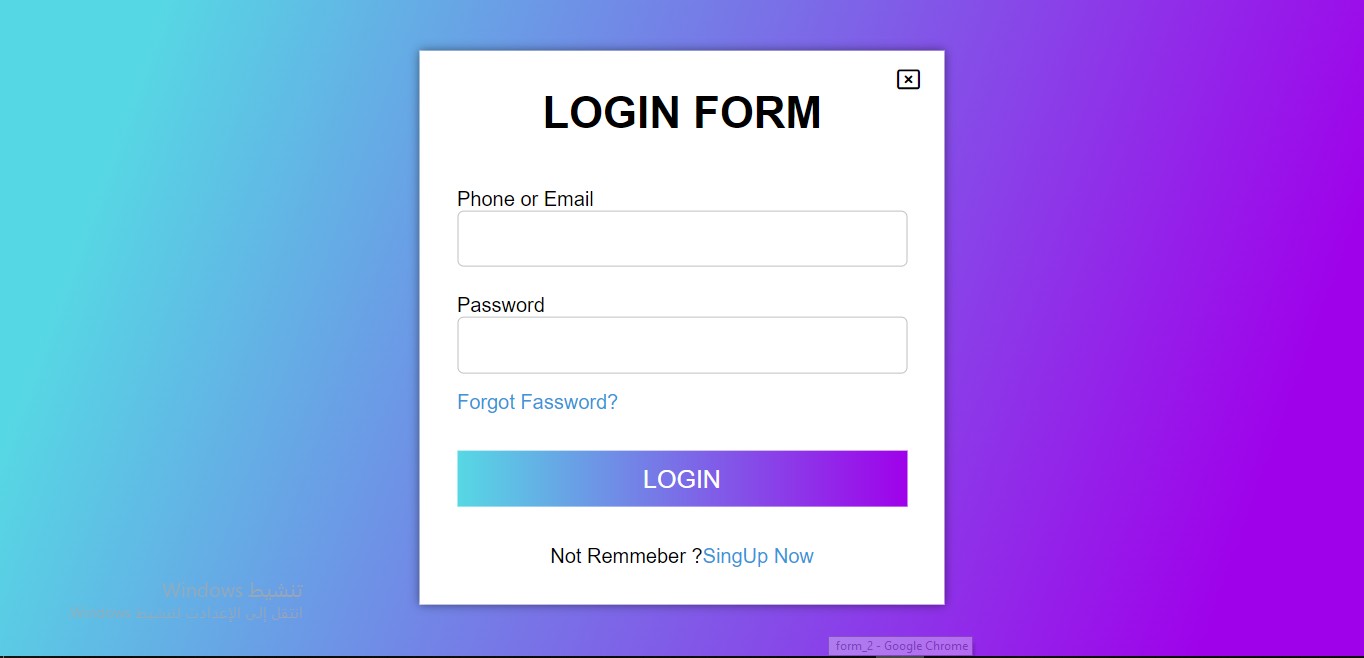 LOGIN FORM
Phone or Email
Password
Forgot Fassword?
LOGIN
Not Remmeber ?SingUp Now
تنشيط Windows
انتقل إلى الإعدادات لتنشيط Windows
form_2 - Google Chrome